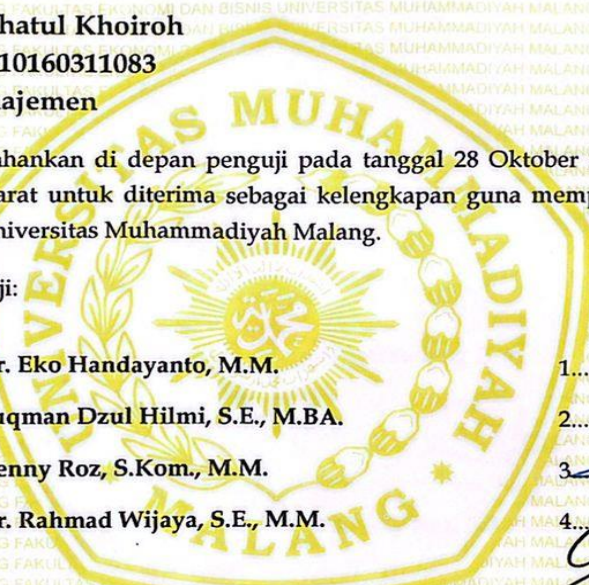 hatul Khoiroh
10160311083
ajemen
ahankan di depan penguji pada tanggal 28 Oktober
arat untuk diterima sebagai kelengkapan guna memp
niversitas Muhammadiyah Malang.
ji:
r. Eko Handayanto, M.M. 1...
uqman Dzul Hilmi, S.E., M.BA. 2...
enny Roz, S.Kom., M.M. 3
r. Rahmad Wijaya, S.E., M.M. 4...
UNIVERSITAS MUHAMMADIYAH
MALANG